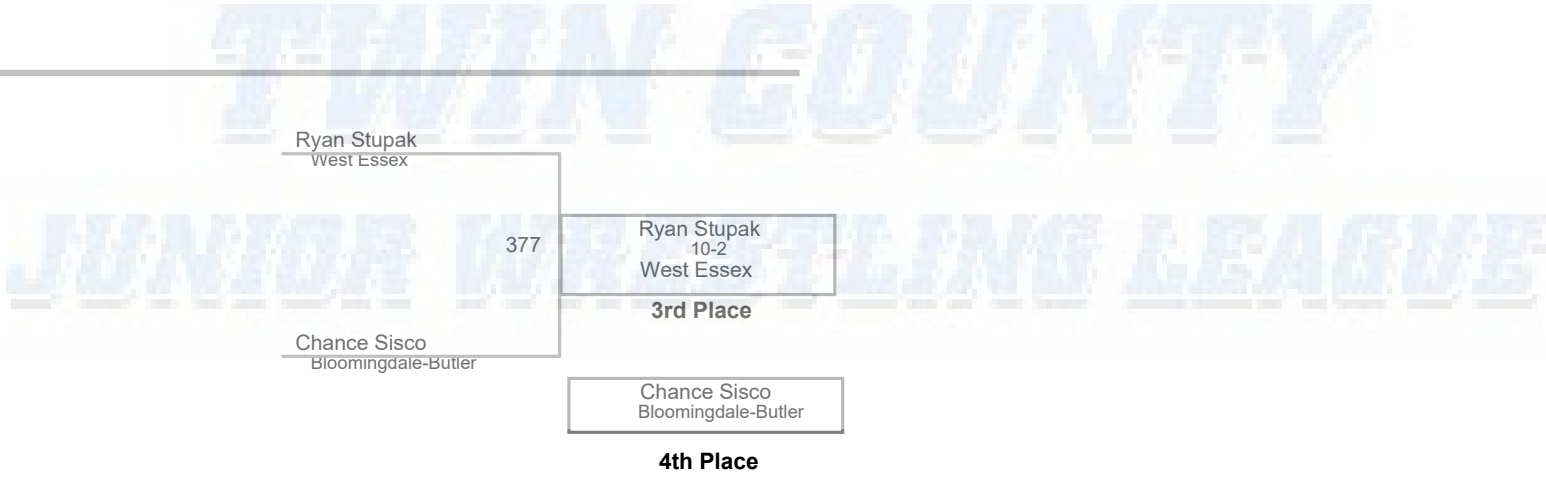 TWIN COUNTY
JUNIOR WRESTLING LEAGUE
Ryan Stupak
West Essex
377
Ryan Stupak
10-2
West Essex
3rd Place
Chance Sisco
Bloomingdale-Butler
Chance Sisco
Bloomingdale-Butler
4th Place